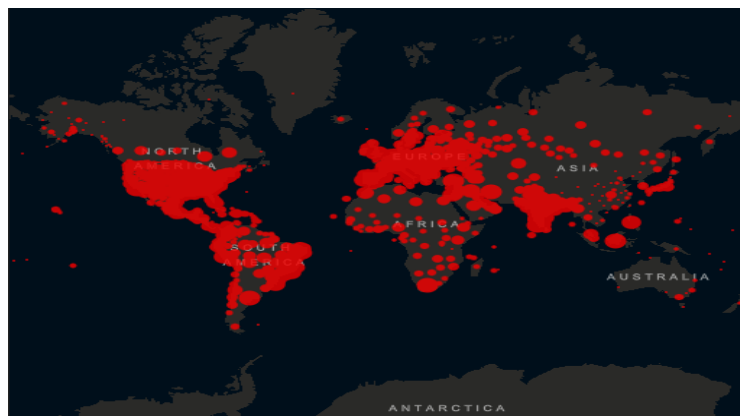 NORTH
AMERICA
EUROPE
ASIA
AFRICA
SOUTH
AMERICA
AUSTRALIA
ANTARCTICA